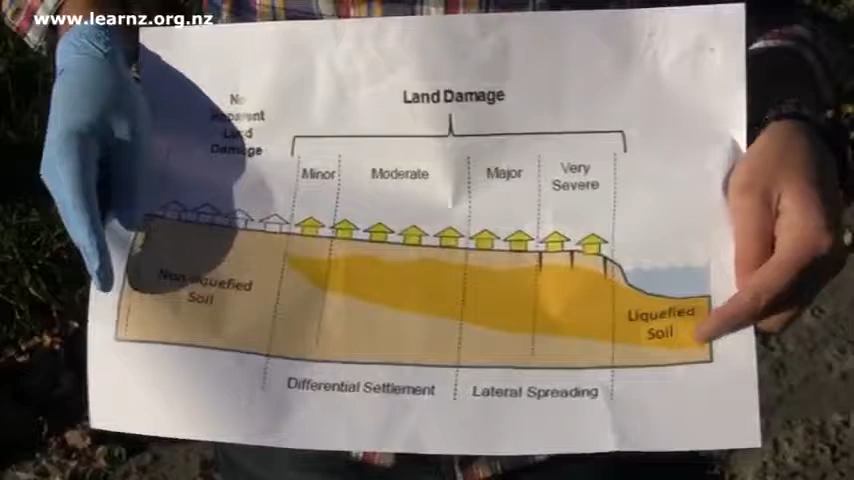 www.learnz.org.nz
Land Damage
No
Apparent
Land
Damage
Minor
Moderate
Major
Very
Severe
Non liquefied
Soil
Liquefied
Soil
Differential Settlement
Lateral Spreading